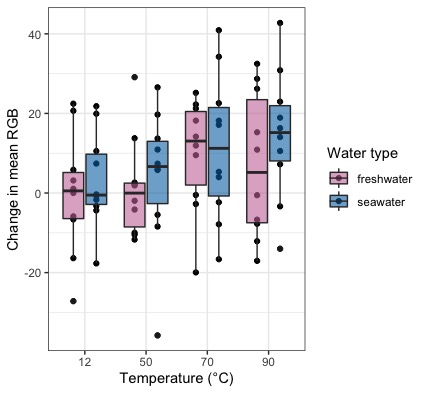 40
20
0
-20
Change in mean RGB
12 50 70 90
Temperature (°C)
Water type
freshwater
seawater